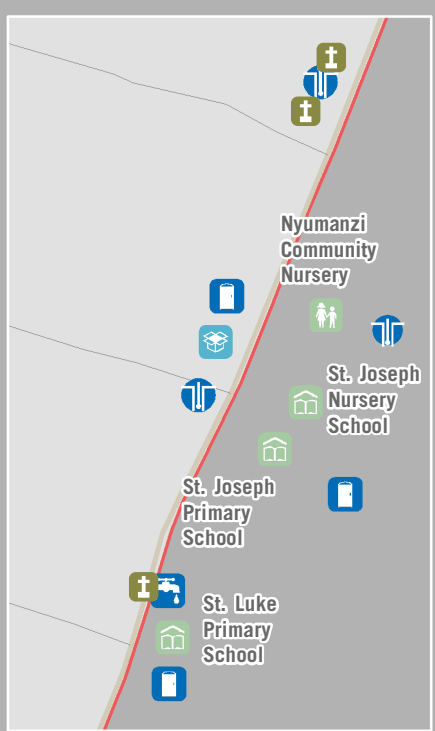 Nyumanzi
Community
Nursery
St. Joseph
Nursery
School
St. Joseph
Primary
School
St. Luke
Primary
School